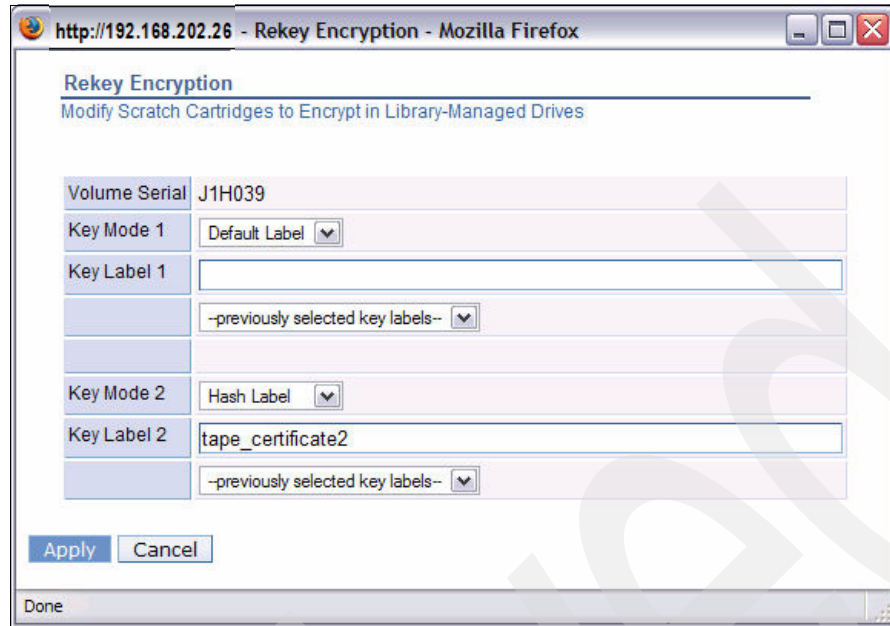 http://192.168.202.26 - Rekey Encryption - Mozilla Firefox
Rekey Encryption
Modify Scratch Cartridges to Encrypt in Library-Managed Drives
Volume Serial J1H039
Key Mode 1 Default Label
Key Label 1
--previously selected key labels--
Key Mode 2 Hash Label
Key Label 2 tape_certificate2
--previously selected key labels--
Apply Cancel
Done